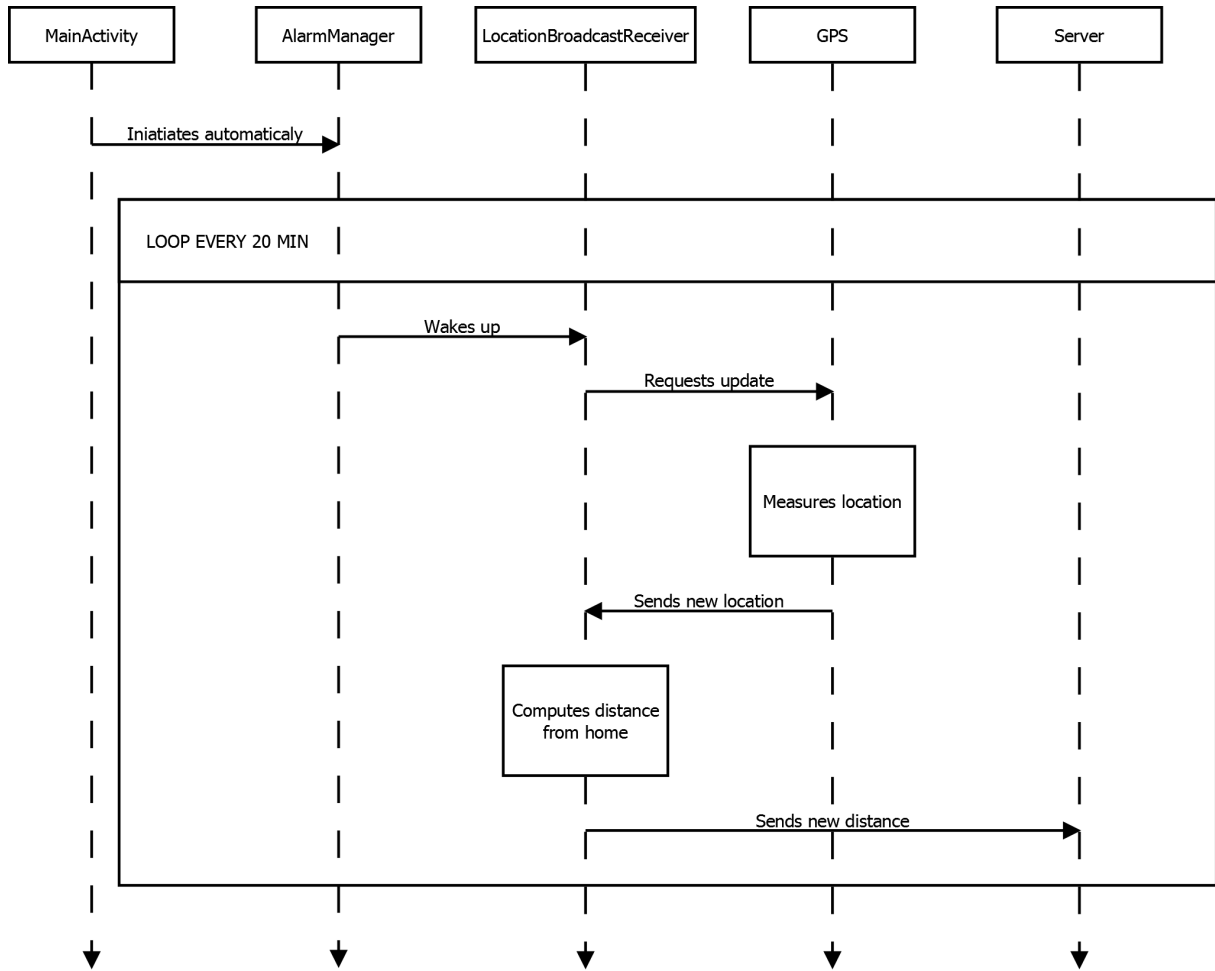 MainActivity
AlarmManager
LocationBroadcastReceiver
GPS
Server
Iniatiates automaticaly
LOOP EVERY 20 MIN
Wakes up
Requests update
Measures location
Sends new location
Computes distance
from home
Sends new distance